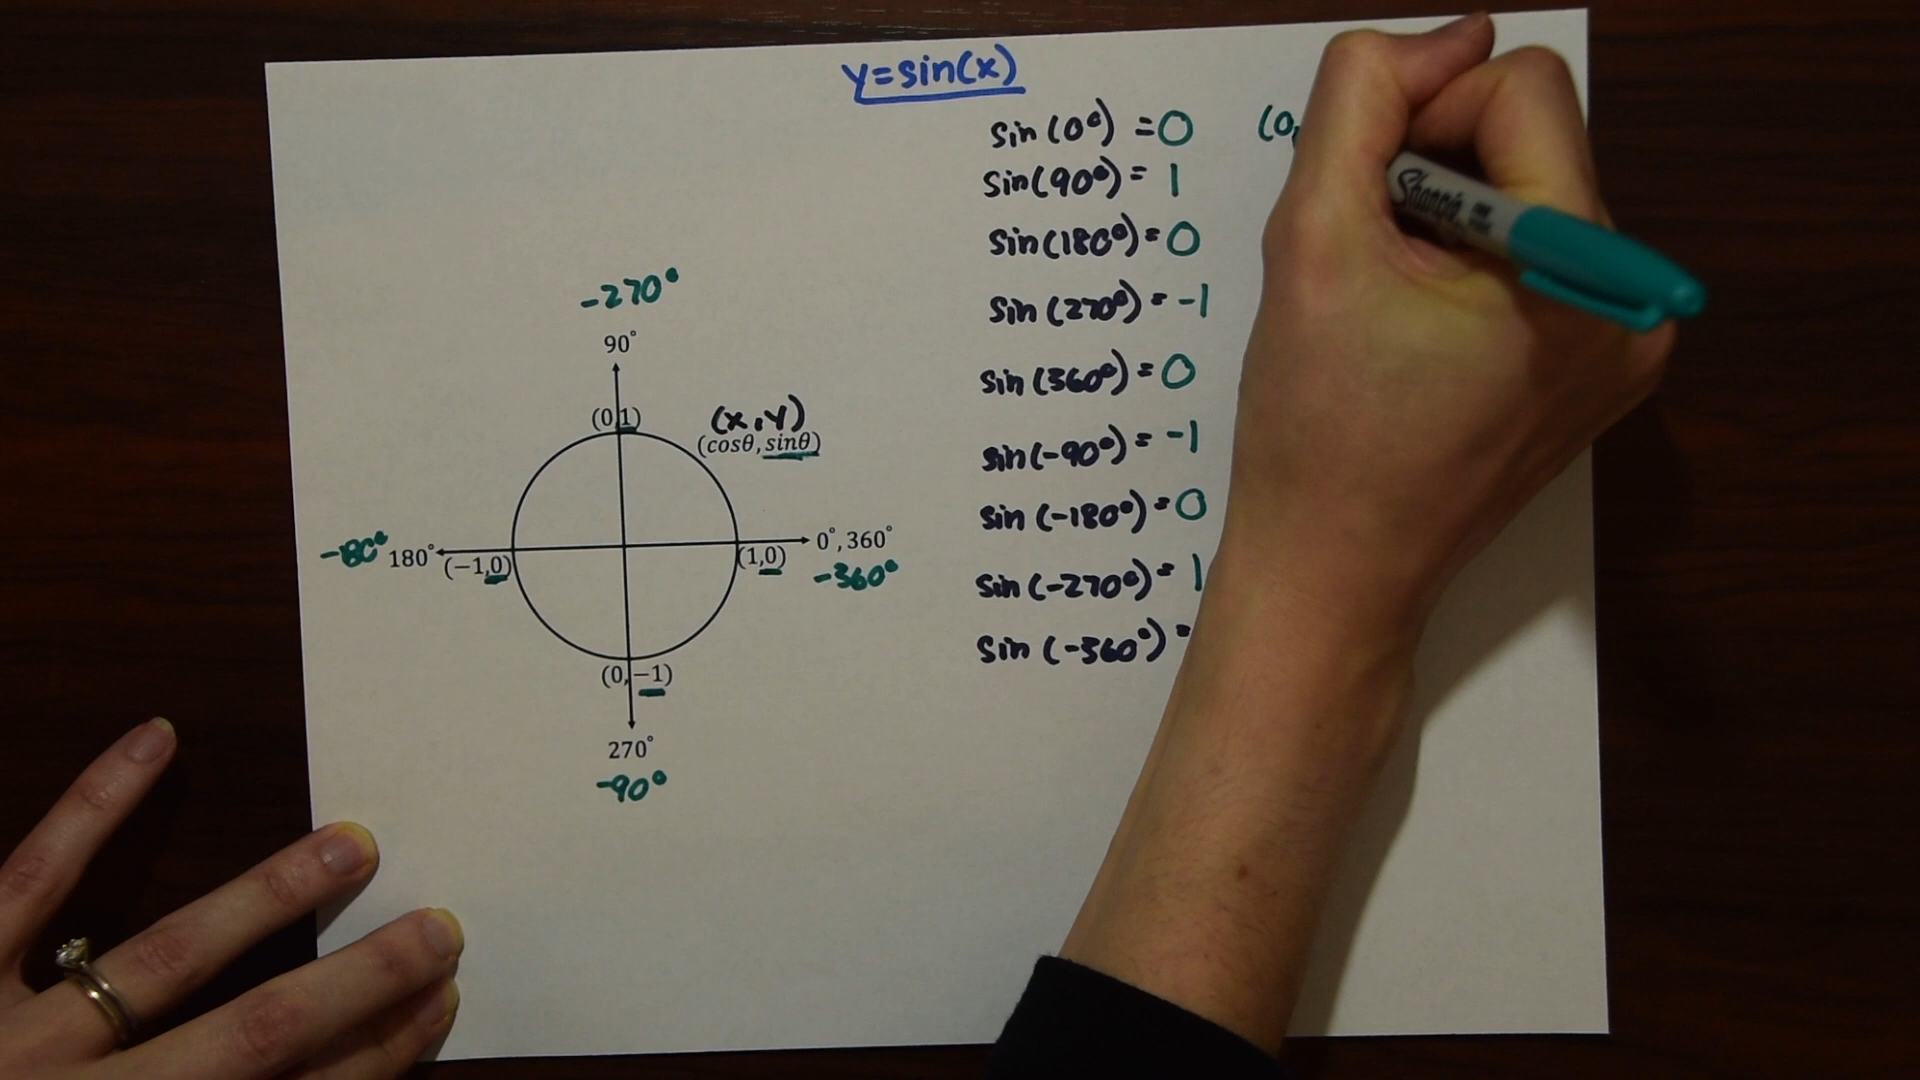 y=sin(x)
sin(0°) =0 (0,
sin(90°)= 1
sin(180°)=0
sin(270°)= -1
sin(360°)=0
sin(-90°)= -1
sin(-180°)=0
sin(-270°)= 1
sin(-360°)=
-270°
90°
(0,1)
(x,y)
(cosθ,sinθ)
-180° 180° (-1,0)
(1,0) 0°,360°
-360°
(0,-1)
270°
-90°
Sharpie